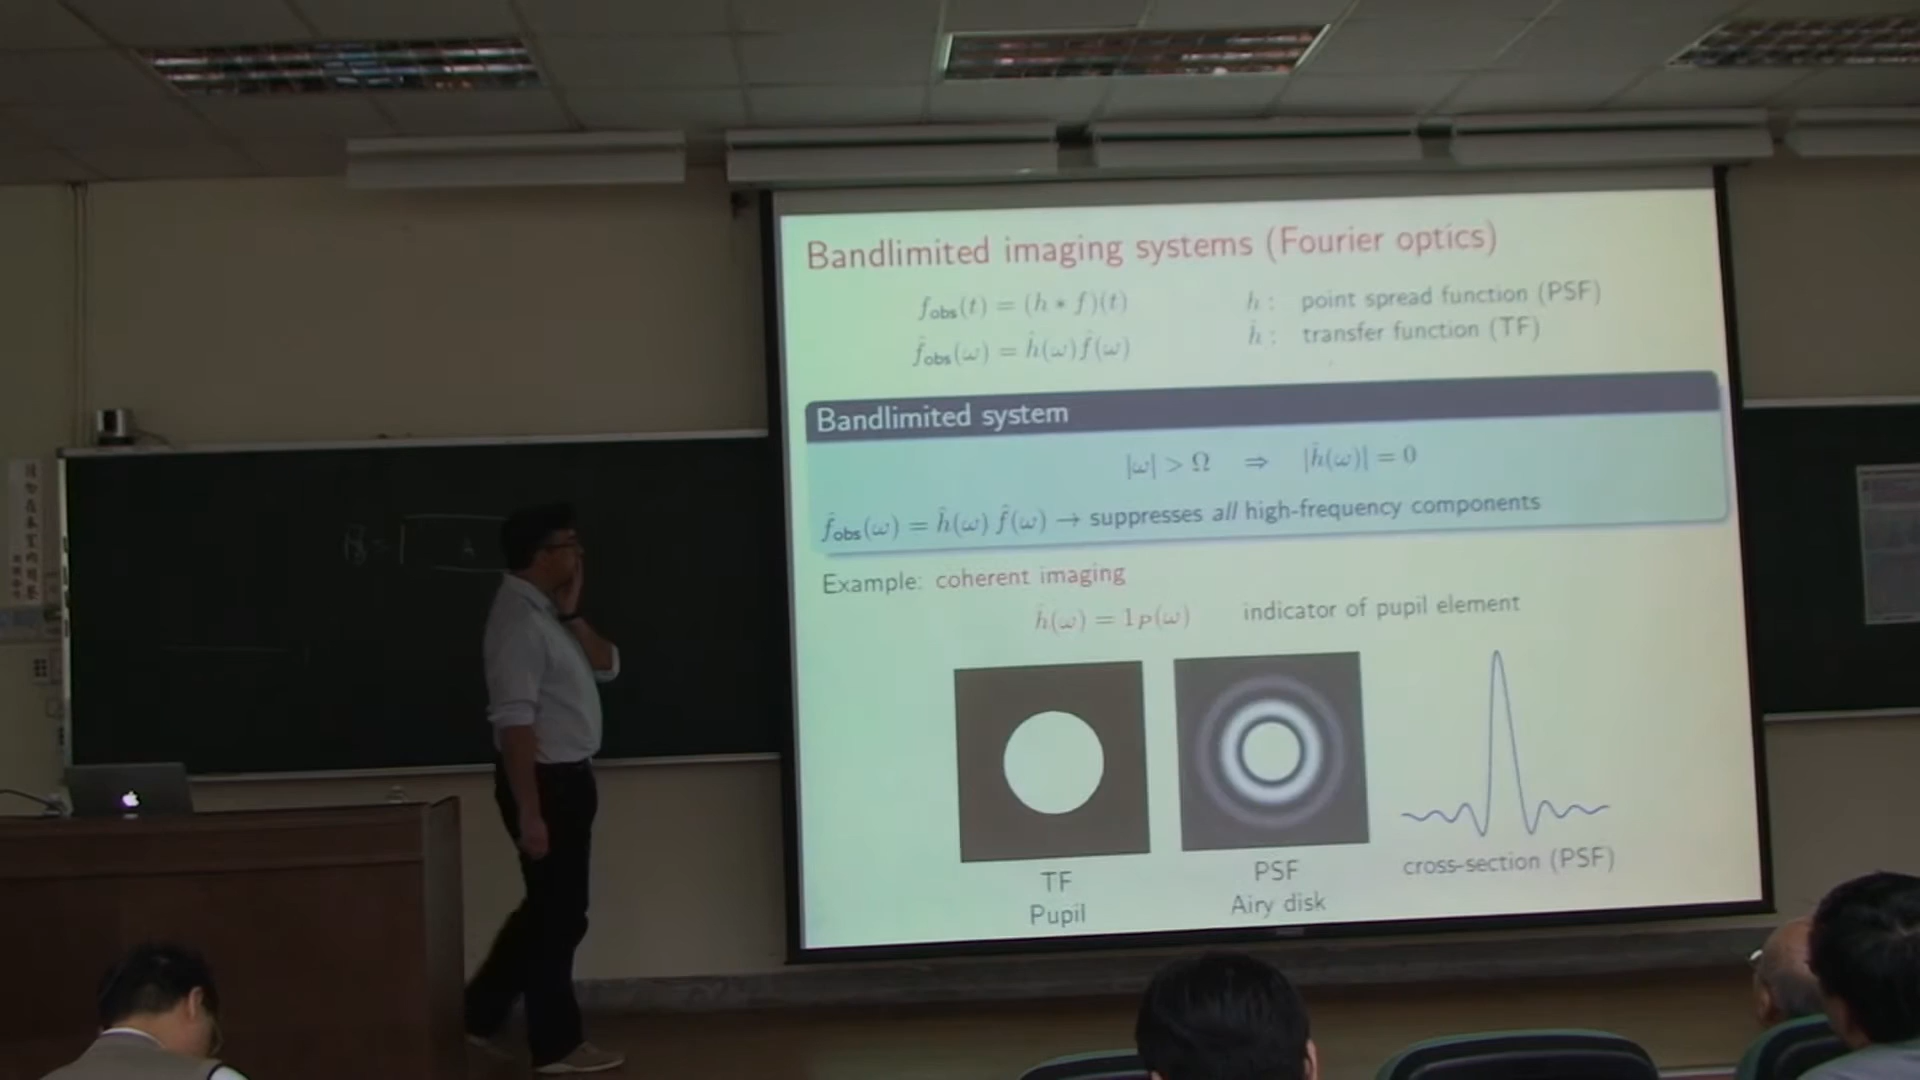 Bandlimited imaging systems (Fourier optics)
f_obs(t) = (h * f)(t)    h :  point spread function (PSF)
f̂_obs(ω) = ĥ(ω)f̂(ω)    ĥ :  transfer function (TF)
Bandlimited system
|ω| > Ω  ⇒  |ĥ(ω)| = 0
f̂_obs(ω) = ĥ(ω) f̂(ω) → suppresses all high-frequency components
Example: coherent imaging
ĥ(ω) = 1_P(ω)    indicator of pupil element
TF
Pupil
PSF
Airy disk
cross-section (PSF)